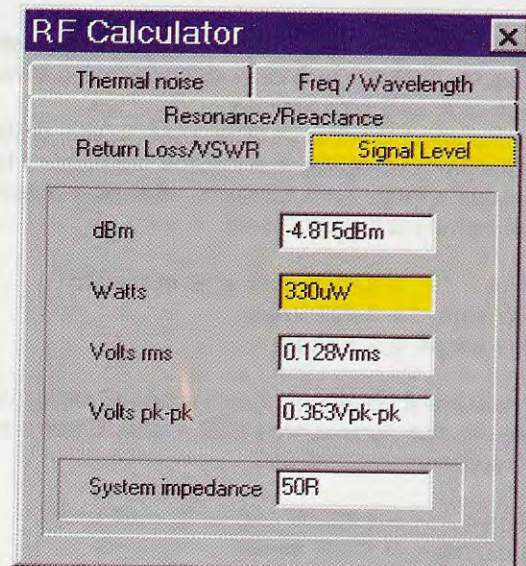 RF Calculator
Thermal noise
Freq / Wavelength
Resonance/Reactance
Return Loss/VSWR
Signal Level
dBm
-4.815dBm
Watts
330uW
Volts rms
0.128Vrms
Volts pk-pk
0.363Vpk-pk
System impedance
50R